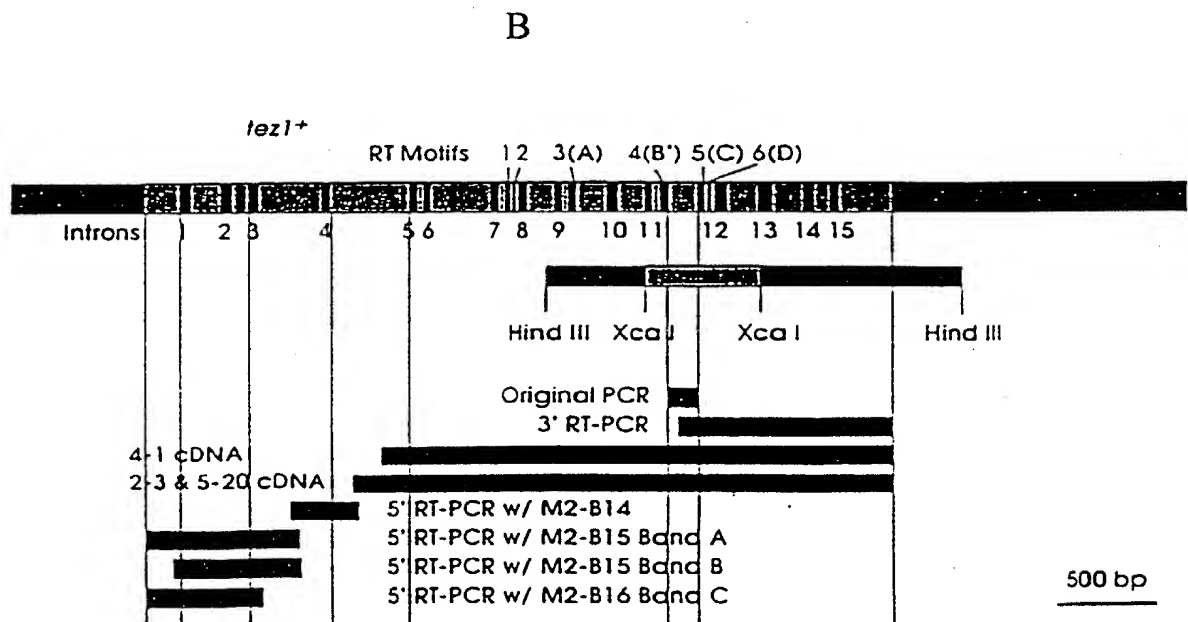 B
tez1+
RT Motifs 1 2 3(A) 4(B') 5(C) 6(D)
Introns 1 2 3 4 5 6 7 8 9 10 11 12 13 14 15
Hind III Xca I Xca I Hind III
Original PCR
3' RT-PCR
4-1 cDNA
2-3 & 5-20 cDNA
5' RT-PCR w/ M2-B14
5' RT-PCR w/ M2-B15 Band A
5' RT-PCR w/ M2-B15 Band B
5' RT-PCR w/ M2-B16 Band C
500 bp